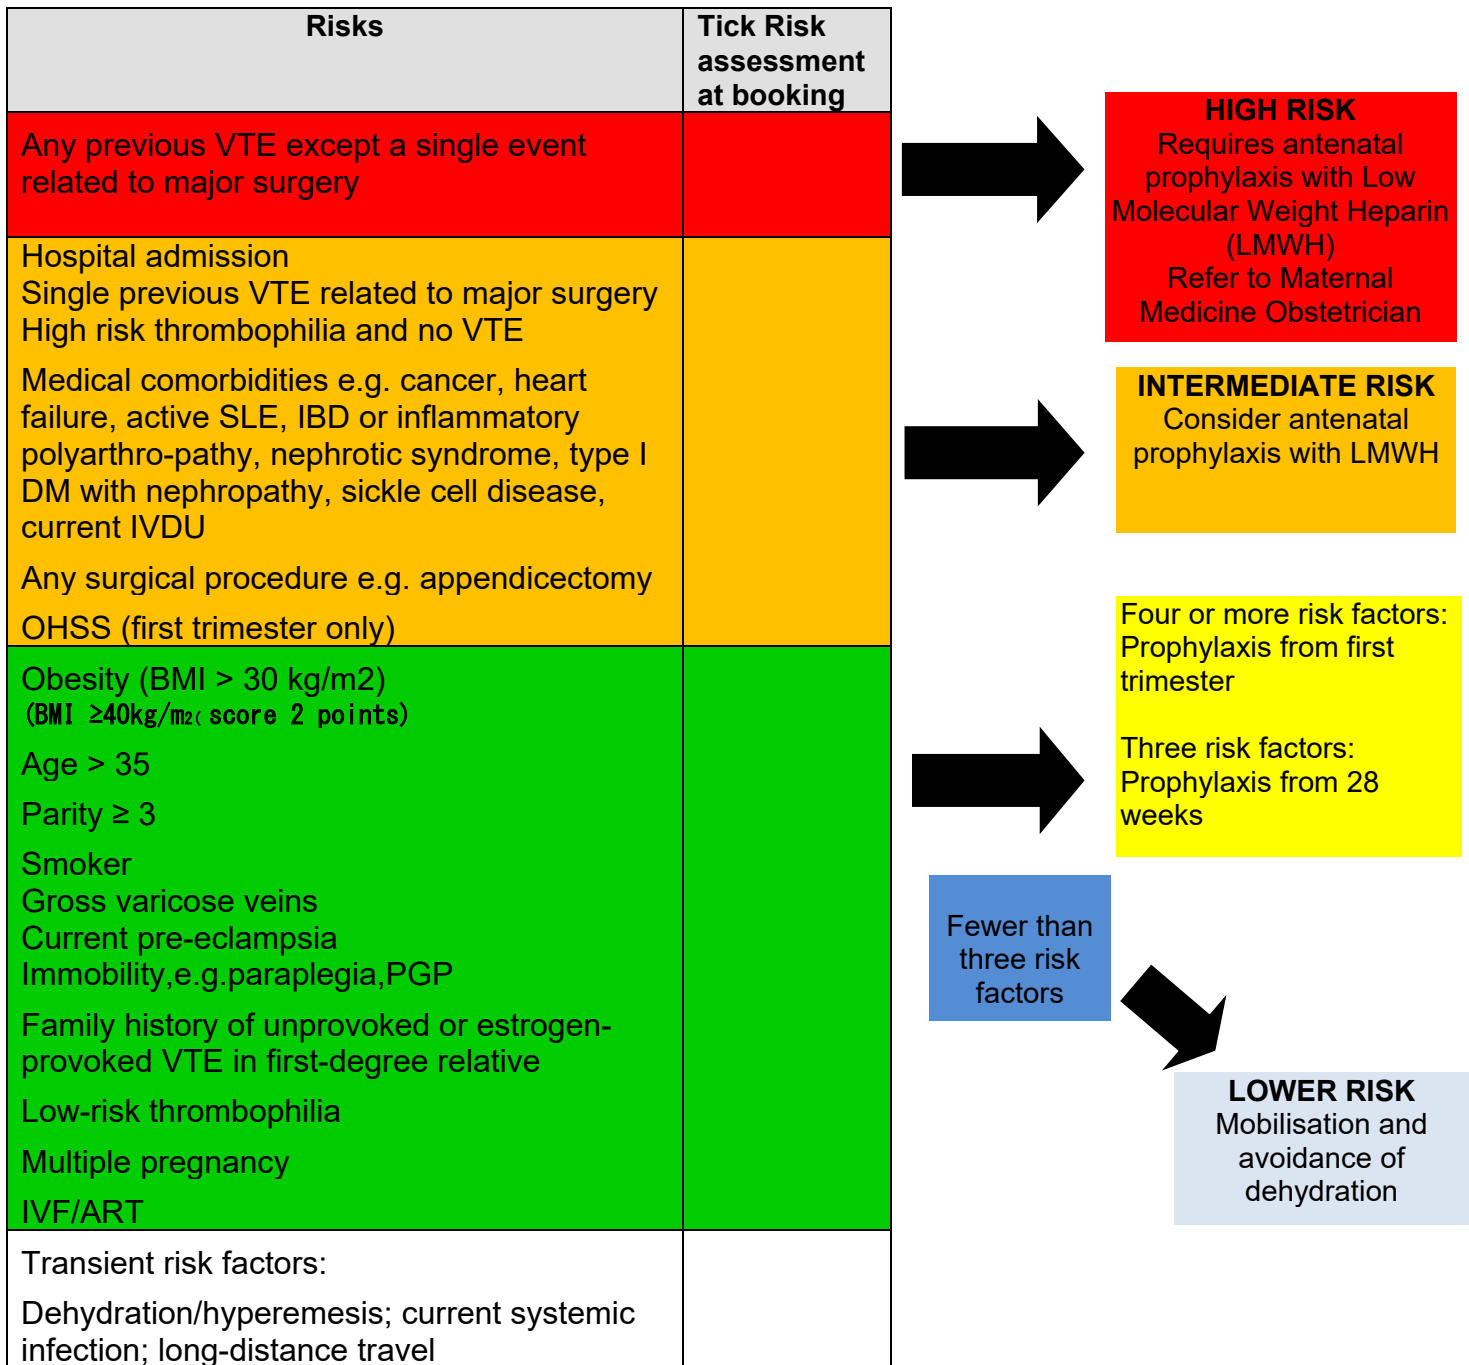 Risks
Tick Risk
assessment
at booking
Any previous VTE except a single event
related to major surgery
Hospital admission
Single previous VTE related to major surgery
High risk thrombophilia and no VTE
Medical comorbidities e.g. cancer, heart
failure, active SLE, IBD or inflammatory
polyarthro-pathy, nephrotic syndrome, type I
DM with nephropathy, sickle cell disease,
current IVDU
Any surgical procedure e.g. appendicectomy
OHSS (first trimester only)
Obesity (BMI > 30 kg/m2)
(BMI ≥40kg/m2( score 2 points)
Age > 35
Parity ≥ 3
Smoker
Gross varicose veins
Current pre-eclampsia
Immobility,e.g.paraplegia,PGP
Family history of unprovoked or estrogen-
provoked VTE in first-degree relative
Low-risk thrombophilia
Multiple pregnancy
IVF/ART
Transient risk factors:
Dehydration/hyperemesis; current systemic
infection; long-distance travel
HIGH RISK
Requires antenatal
prophylaxis with Low
Molecular Weight Heparin
(LMWH)
Refer to Maternal
Medicine Obstetrician
INTERMEDIATE RISK
Consider antenatal
prophylaxis with LMWH
Four or more risk factors:
Prophylaxis from first
trimester
Three risk factors:
Prophylaxis from 28
weeks
Fewer than
three risk
factors
LOWER RISK
Mobilisation and
avoidance of
dehydration